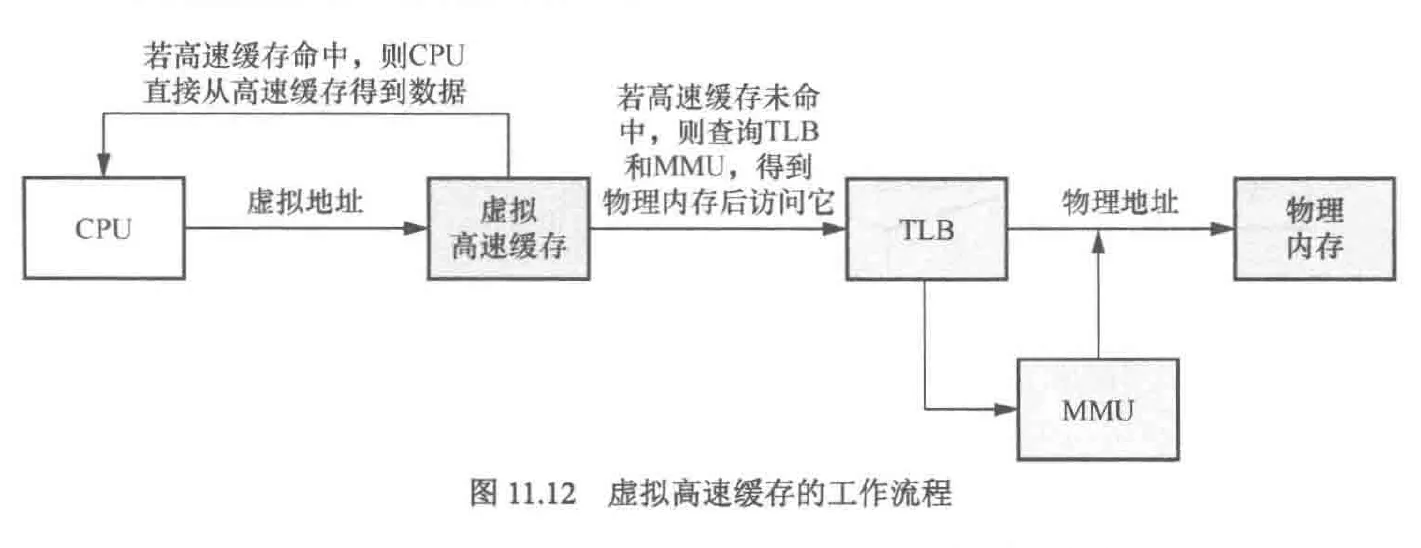 若高速缓存命中，则CPU
直接从高速缓存得到数据
若高速缓存未命
中，则查询TLB
和MMU，得到
物理内存后访问它
CPU
虚拟地址
虚拟
高速缓存
TLB
物理地址
物理
内存
MMU
图 11.12 虚拟高速缓存的工作流程